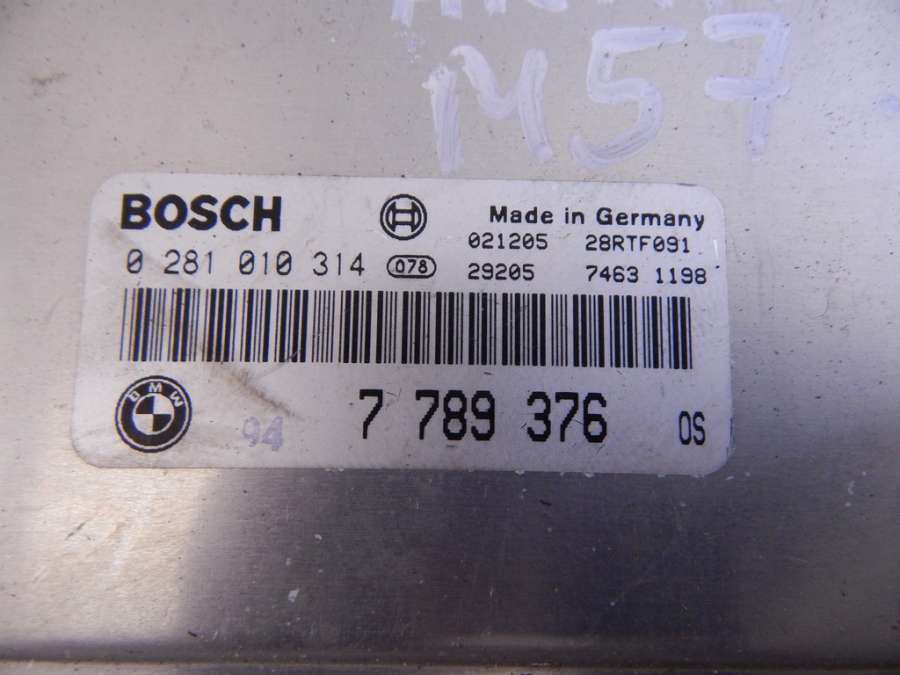 M57
BOSCH
Made in Germany
021205 28RTF091
0 281 010 314 078 29205 7463 1198
BMW
94 7 789 376 OS